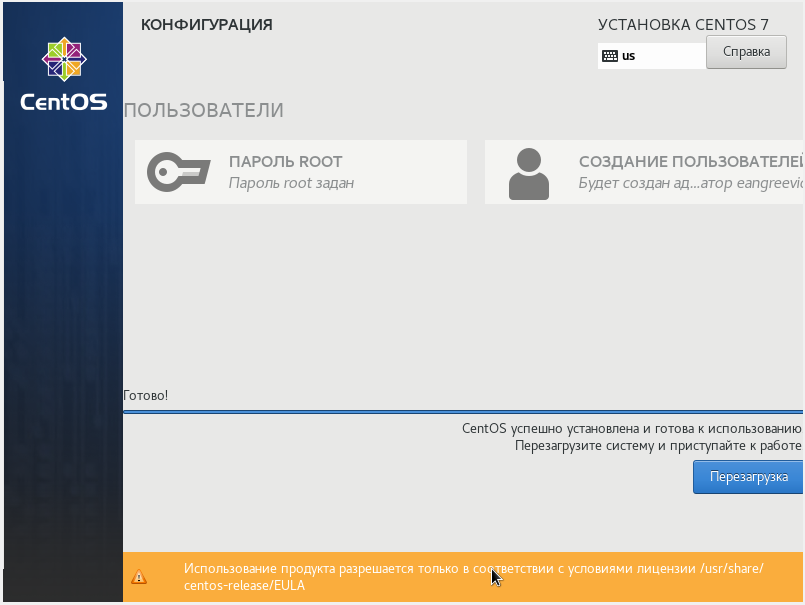 КОНФИГУРАЦИЯ
УСТАНОВКА CENTOS 7
us
Справка
CentOS
ПОЛЬЗОВАТЕЛИ
ПАРОЛЬ ROOT
Пароль root задан
СОЗДАНИЕ ПОЛЬЗОВАТЕЛЕЙ
Будет создан ад...атор eangreevic
Готово!
CentOS успешно установлена и готова к использованию
Перезагрузите систему и приступайте к работе
Перезагрузка
Использование продукта разрешается только в соответствии с условиями лицензии /usr/share/
centos-release/EULA